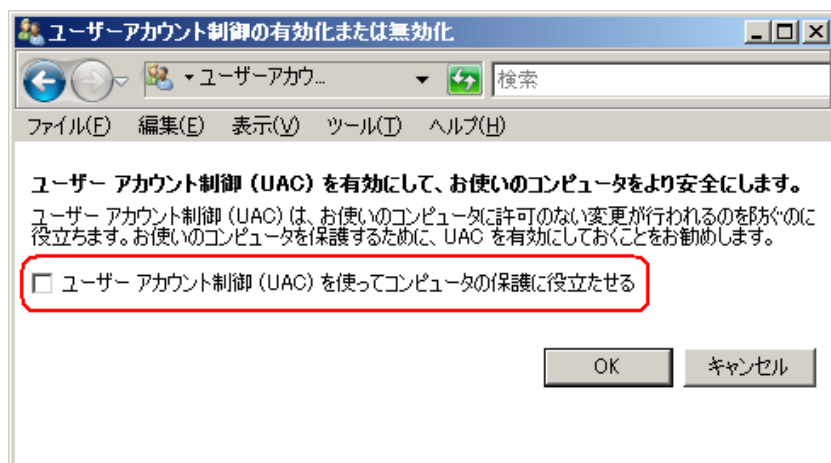 ユーザーアカウント制御の有効化または無効化
ユーザーアカウ...
検索
ファイル(F) 編集(E) 表示(V) ツール(T) ヘルプ(H)
ユーザー アカウント制御 (UAC) を有効にして、お使いのコンピュータをより安全にします。
ユーザー アカウント制御 (UAC) は、お使いのコンピュータに許可のない変更が行われるのを防ぐのに
役立ちます。お使いのコンピュータを保護するために、UAC を有効にしておくことをお勧めします。
ユーザー アカウント制御 (UAC) を使ってコンピュータの保護に役立たせる
OK キャンセル